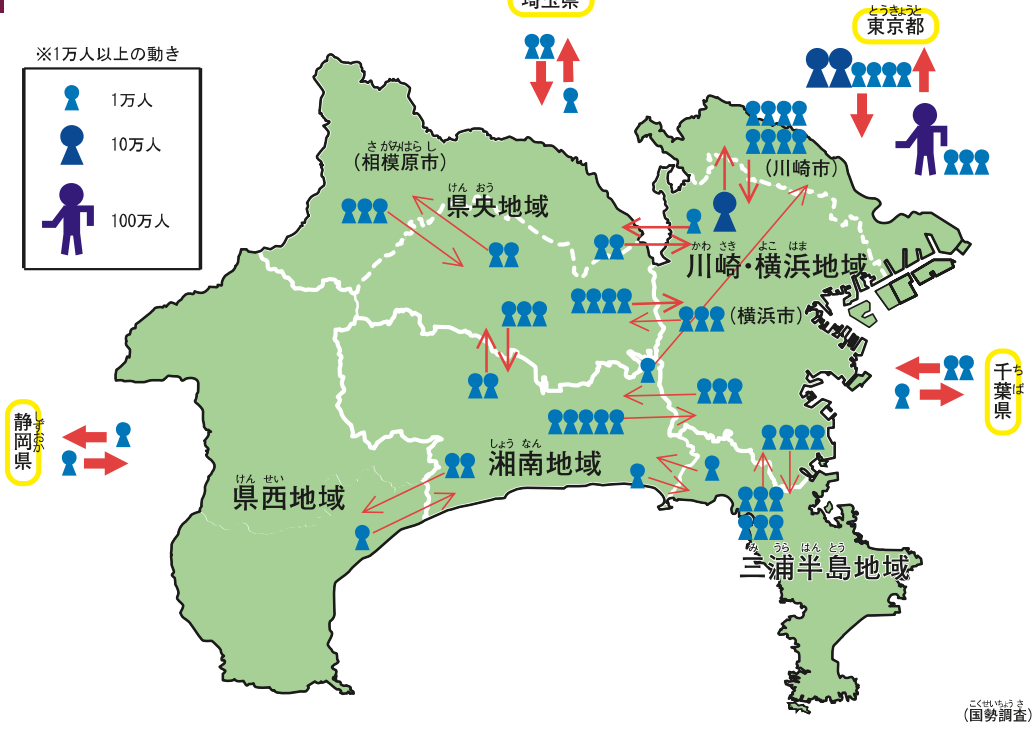 埼玉県
とうきょうと
東京都
※1万人以上の動き
1万人
10万人
100万人
さがみはらし
(相模原市)
けん おう
県央地域
(川崎市)
かわ さき よこ はま
川崎・横浜地域
(横浜市)
ちば
千葉県
しずおか
静岡県
しょう なん
湘南地域
けん せい
県西地域
み うら はん とう
三浦半島地域
こくせいちょうさ
(国勢調査)